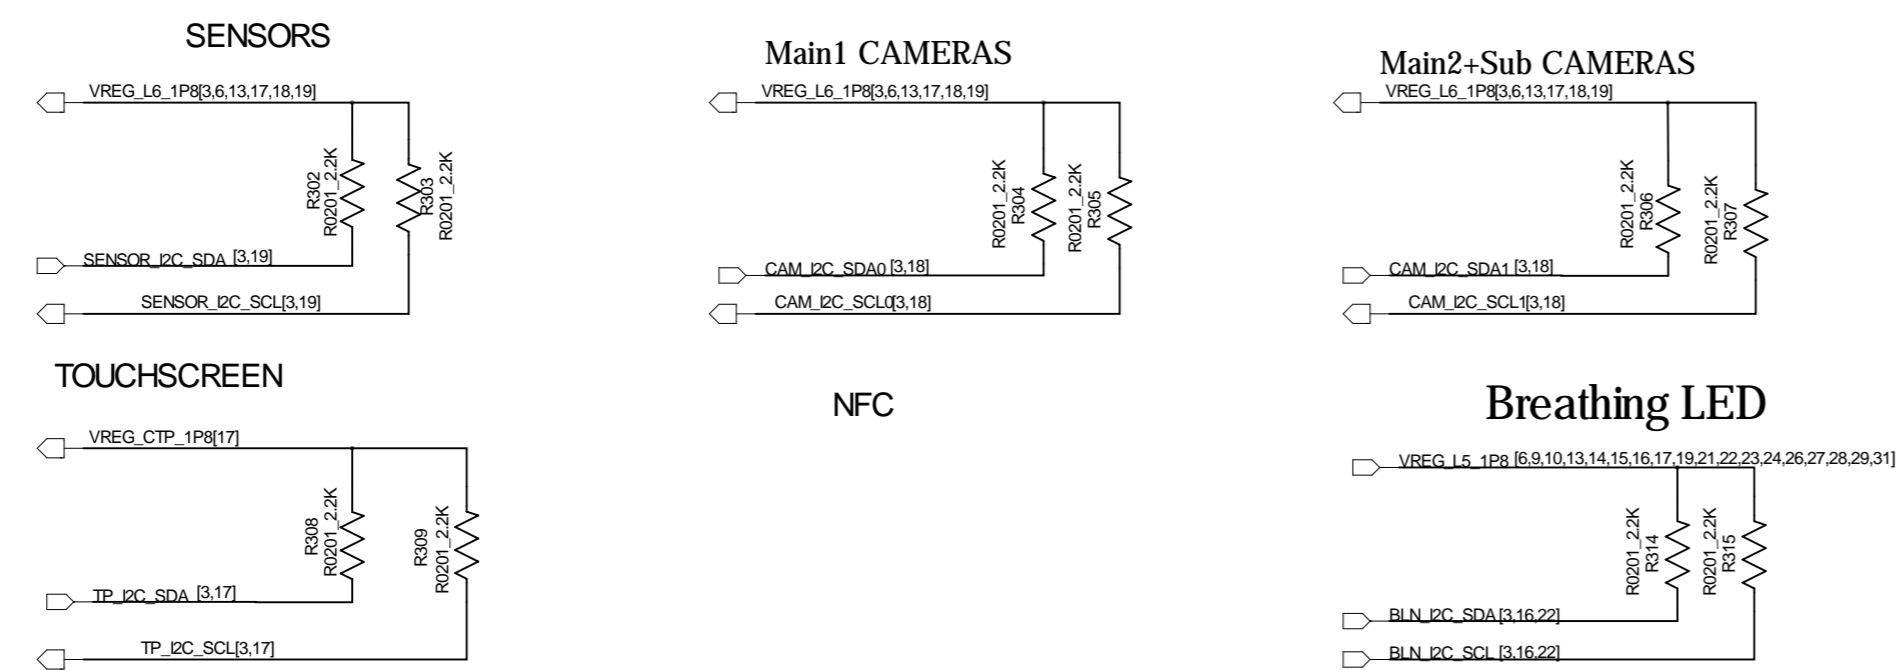 SENSORS
VREG_L6_1P8[3,6,13,17,18,19]
R302
R0201_2.2K
R303
R0201_2.2K
SENSOR_I2C_SDA [3,19]
SENSOR_I2C_SCL[3,19]
Main1 CAMERAS
VREG_L6_1P8[3,6,13,17,18,19]
R0201_2.2K
R304
R0201_2.2K
R305
CAM_I2C_SDA0 [3,18]
CAM_I2C_SCL0[3,18]
Main2+Sub CAMERAS
VREG_L6_1P8[3,6,13,17,18,19]
R0201_2.2K
R306
R0201_2.2K
R307
CAM_I2C_SDA1 [3,18]
CAM_I2C_SCL1[3,18]
TOUCHSCREEN
VREG_CTP_1P8[17]
R308
R0201_2.2K
R309
R0201_2.2K
TP_I2C_SDA [3,17]
TP_I2C_SCL[3,17]
NFC
Breathing LED
VREG_L5_1P8 [6,9,10,13,14,15,16,17,19,21,22,23,24,26,27,28,29,31]
R0201_2.2K
R314
R0201_2.2K
R315
BLN_I2C_SDA [3,16,22]
BLN_I2C_SCL [3,16,22]